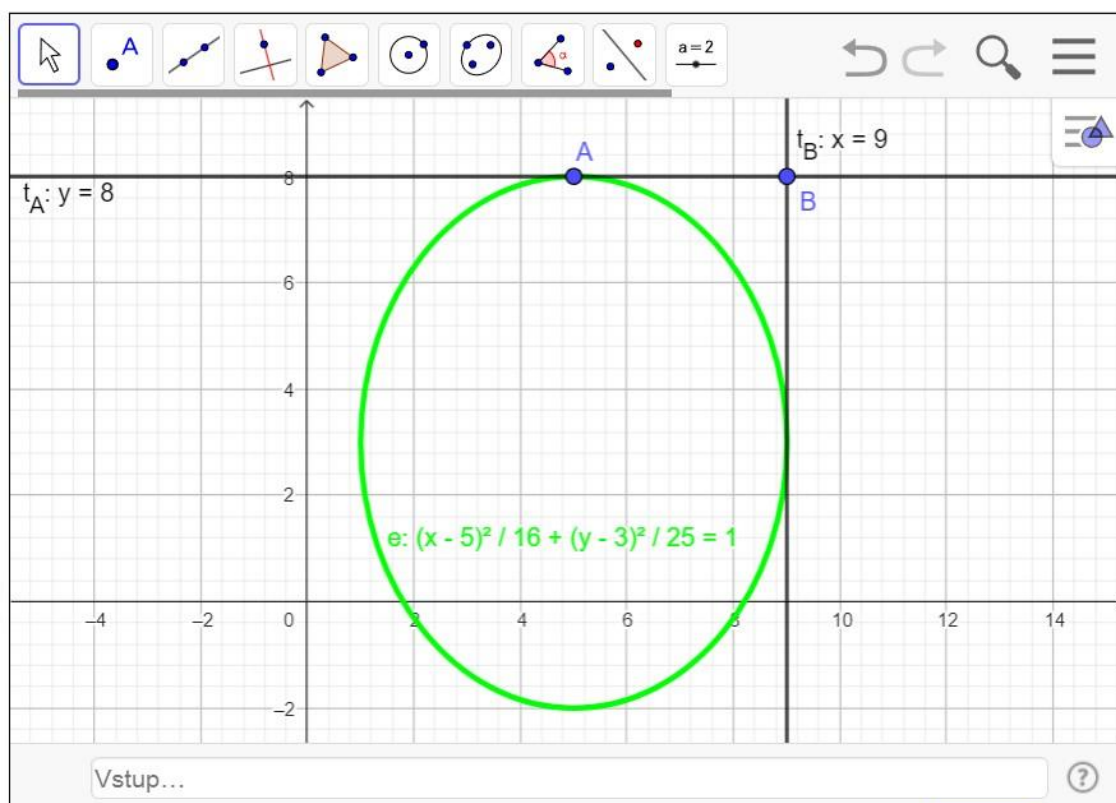 A
α
a = 2
t_B: x = 9
A
8
t_A: y = 8
B
6
4
2
e: (x - 5)² / 16 + (y - 3)² / 25 = 1
–4 –2 0 2 4 6 8 10 12 14
–2
Vstup…
?